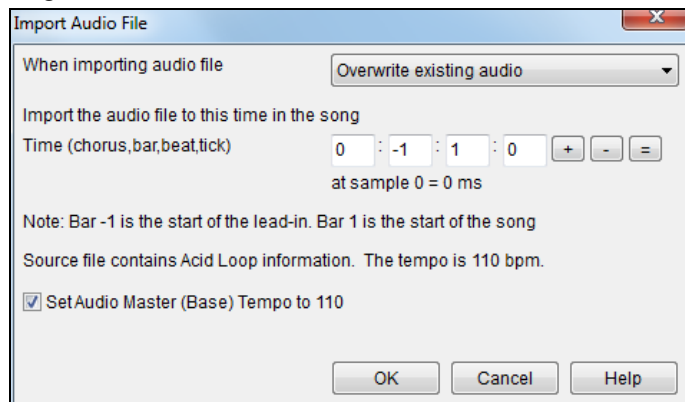 Import Audio File
When importing audio file Overwrite existing audio
Import the audio file to this time in the song
Time (chorus,bar,beat,tick) 0 : -1 : 1 : 0 + - =
at sample 0 = 0 ms
Note: Bar -1 is the start of the lead-in. Bar 1 is the start of the song
Source file contains Acid Loop information. The tempo is 110 bpm.
Set Audio Master (Base) Tempo to 110
OK Cancel Help